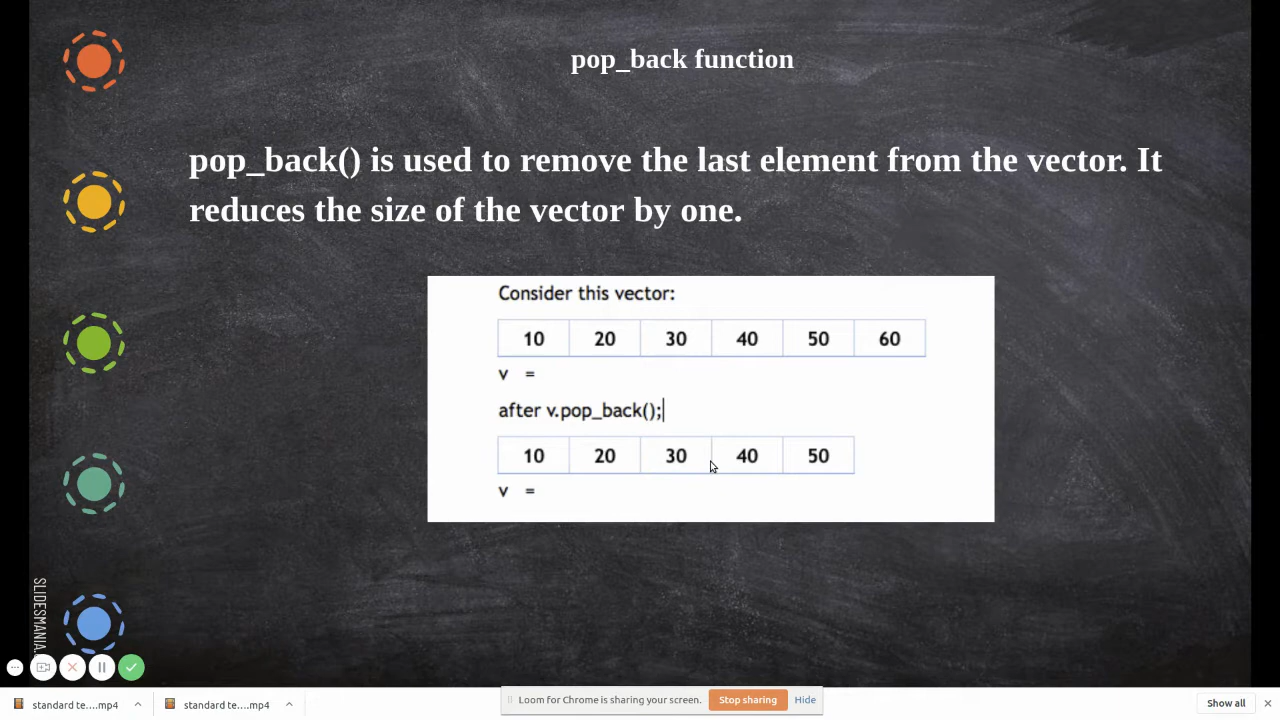 pop_back function
pop_back() is used to remove the last element from the vector. It
reduces the size of the vector by one.
Consider this vector:
10 20 30 40 50 60
v =
after v.pop_back();
10 20 30 40 50
v =
SLIDESMANIA.
standard te....mp4
standard te....mp4
Loom for Chrome is sharing your screen.
Stop sharing
Hide
Show all